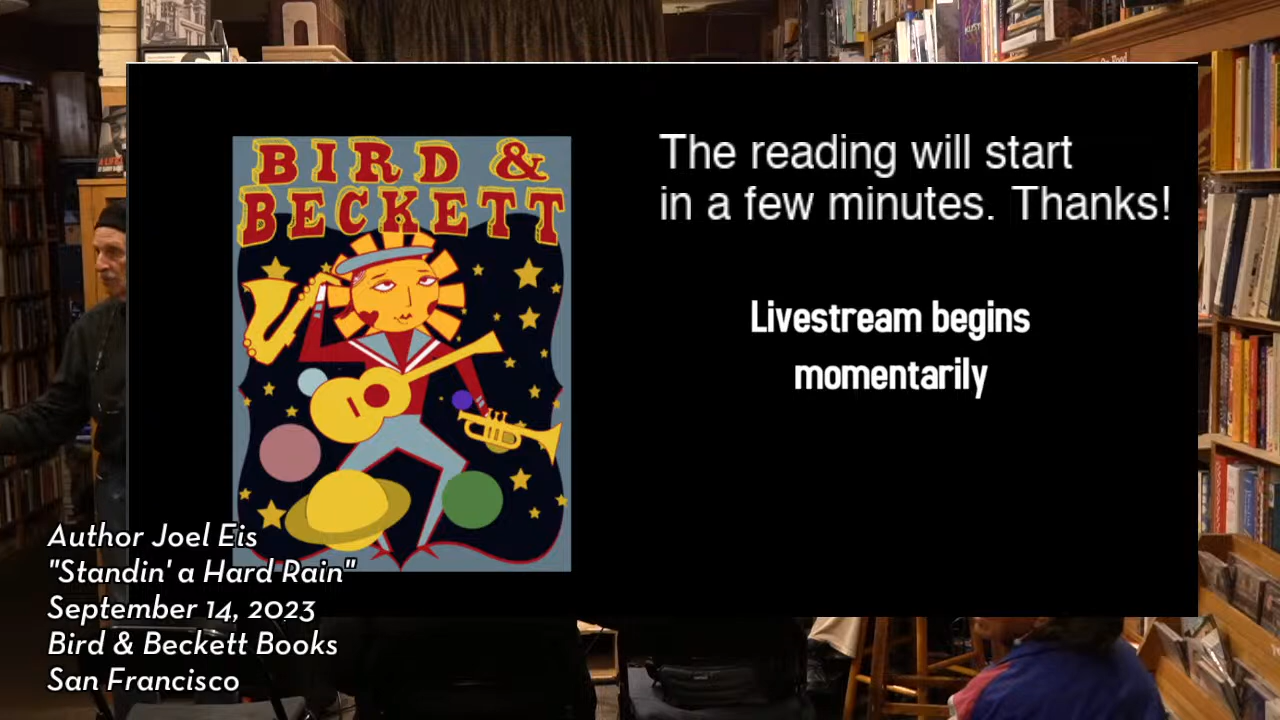 BIRD &
BECKETT
The reading will start
in a few minutes. Thanks!
Livestream begins
momentarily
Author Joel Eis
"Standin' a Hard Rain"
September 14, 2023
Bird & Beckett Books
San Francisco